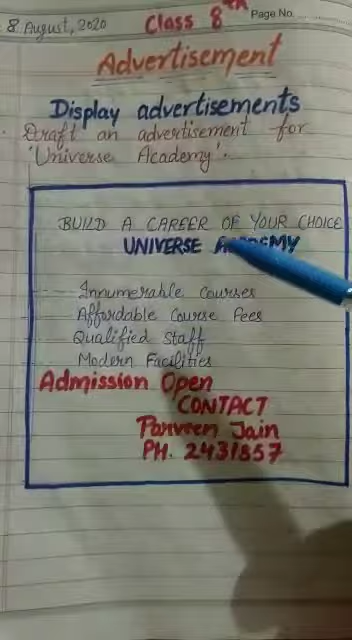 8 August, 2020 Class 8th Page No.
Advertisement
Display advertisements
Draft an advertisement for
'Universe Academy'.
BUILD A CAREER OF YOUR CHOICE
UNIVERSE ACADEMY
Innumerable Courses
Affordable Course Fees
Qualified Staff
Modern Facilities
Admission Open
CONTACT
Parveen Jain
PH. 2431857